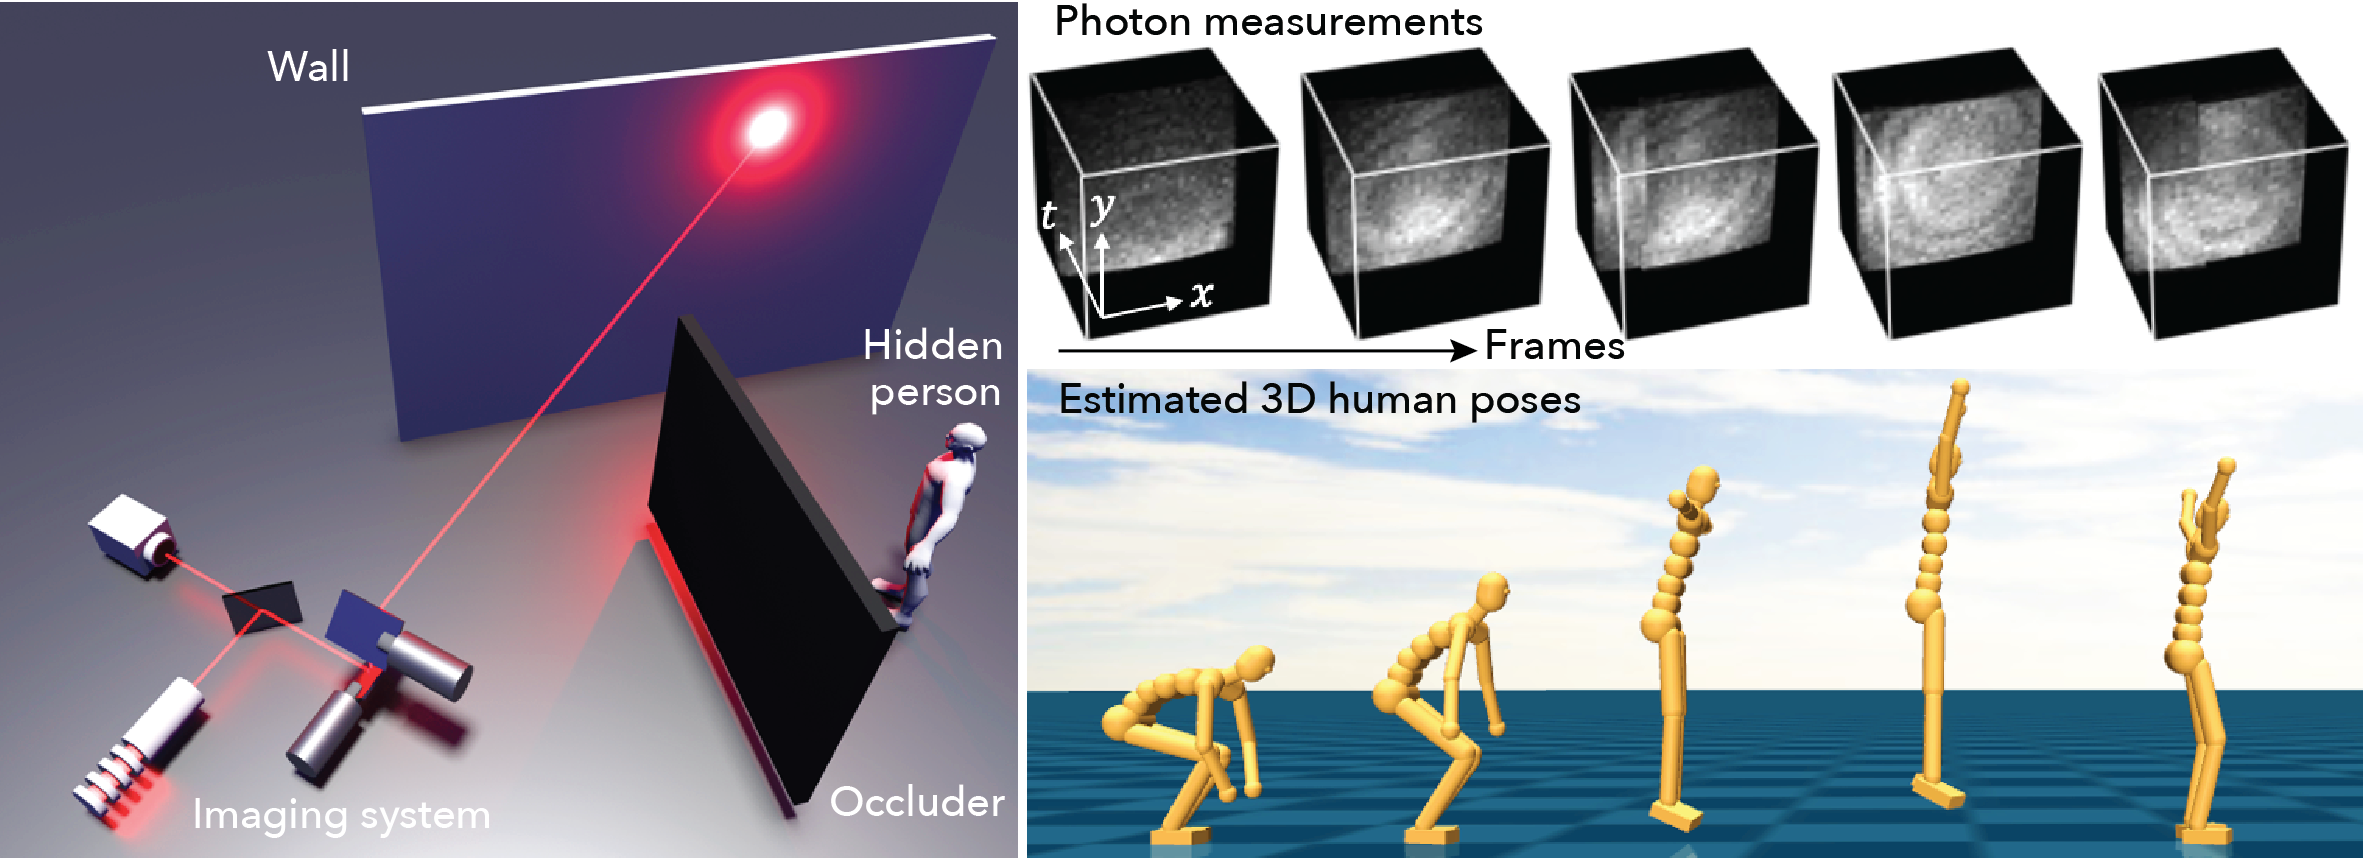 Wall
Hidden
person
Occluder
Imaging system
Photon measurements
t
y
x
Frames
Estimated 3D human poses